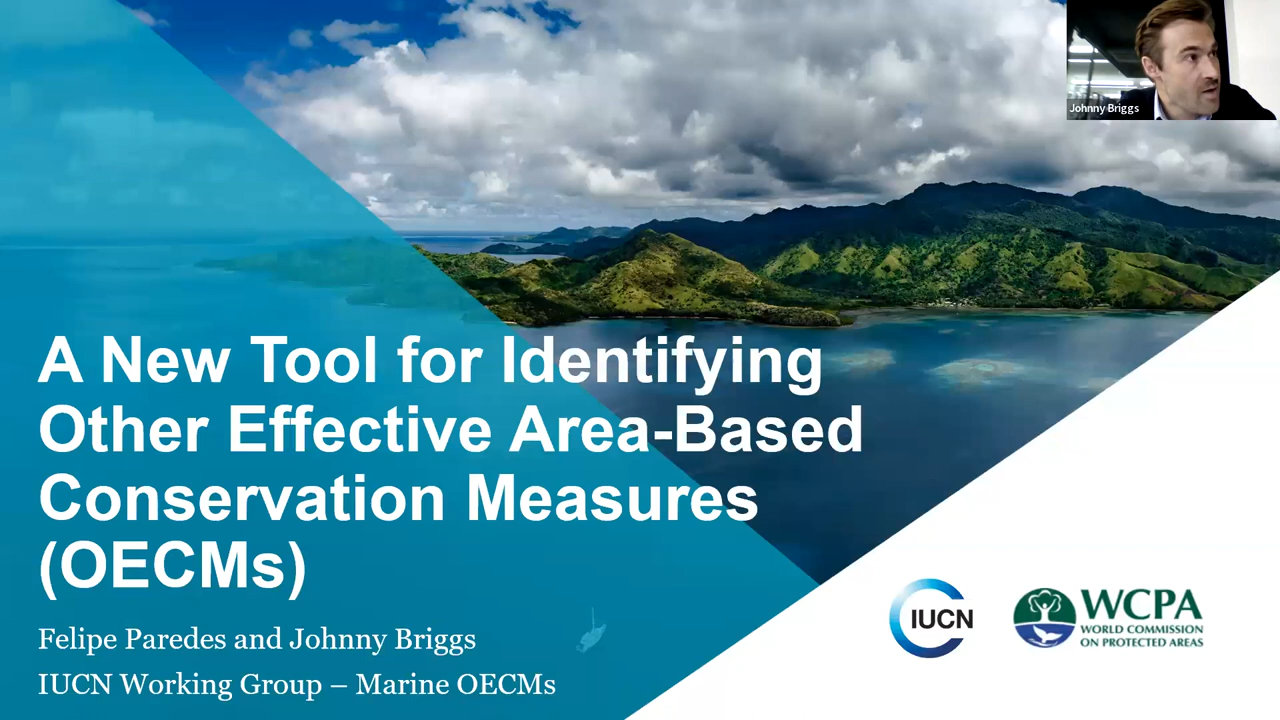 Johnny Briggs
A New Tool for Identifying
Other Effective Area-Based
Conservation Measures
(OECMs)
Felipe Paredes and Johnny Briggs
IUCN Working Group – Marine OECMs
IUCN
WCPA
WORLD COMMISSION
ON PROTECTED AREAS